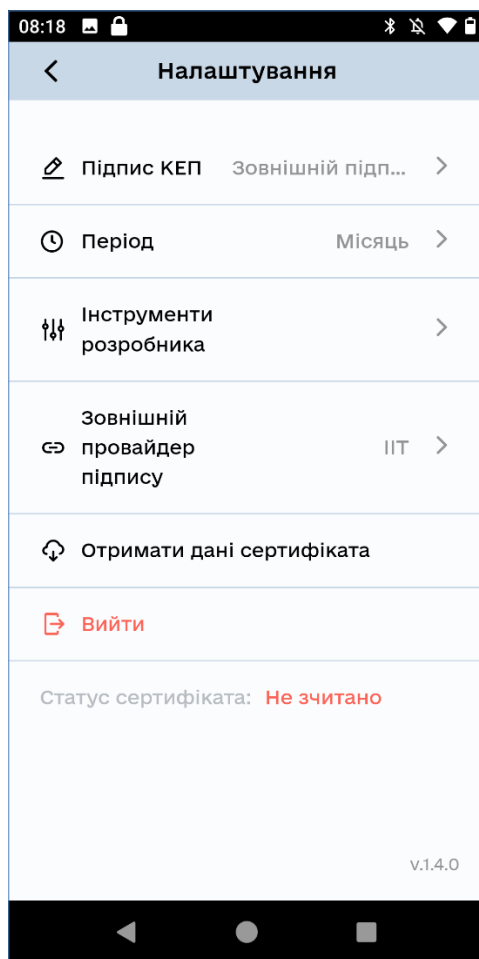 08:18
Налаштування
Підпис КЕП Зовнішній підп...
Період Місяць
Інструменти
розробника
Зовнішній
провайдер
підпису
ІІТ
Отримати дані сертифіката
Вийти
Статус сертифіката: Не зчитано
v.1.4.0